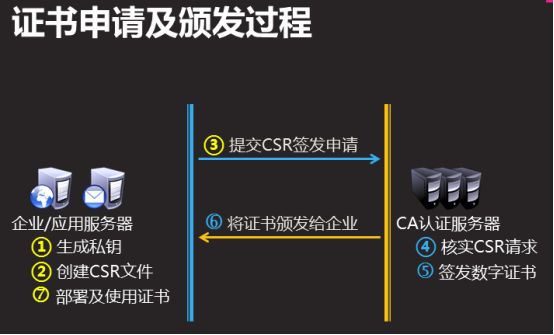 证书申请及颁发过程
③ 提交CSR签发申请
⑥ 将证书颁发给企业
企业/应用服务器
① 生成私钥
② 创建CSR文件
⑦ 部署及使用证书
CA认证服务器
④ 核实CSR请求
⑤ 签发数字证书